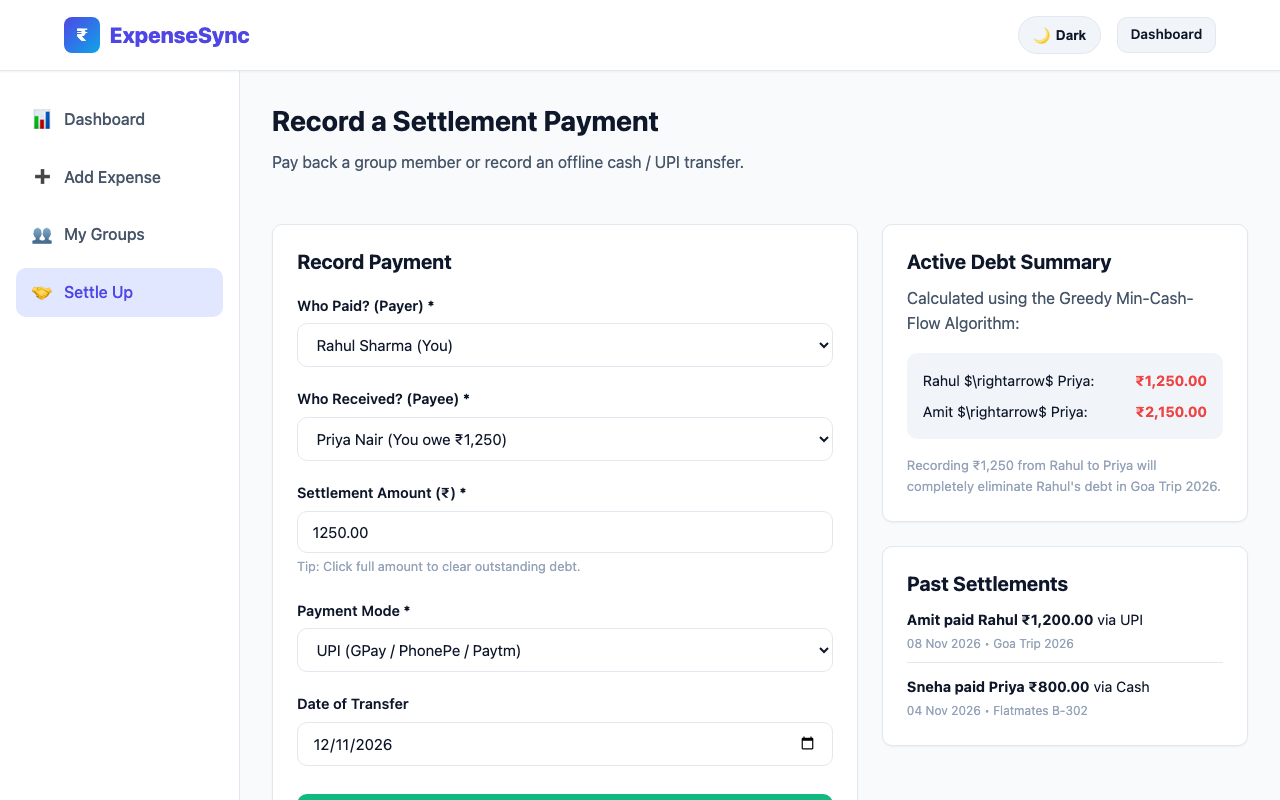 ₹ ExpenseSync
🌙 Dark
Dashboard
📊 Dashboard
➕ Add Expense
👥 My Groups
🤝 Settle Up
Record a Settlement Payment
Pay back a group member or record an offline cash / UPI transfer.
Record Payment
Who Paid? (Payer) *
Rahul Sharma (You)
Who Received? (Payee) *
Priya Nair (You owe ₹1,250)
Settlement Amount (₹) *
1250.00
Tip: Click full amount to clear outstanding debt.
Payment Mode *
UPI (GPay / PhonePe / Paytm)
Date of Transfer
12/11/2026
Active Debt Summary
Calculated using the Greedy Min-Cash-
Flow Algorithm:
Rahul $\rightarrow$ Priya: ₹1,250.00
Amit $\rightarrow$ Priya: ₹2,150.00
Recording ₹1,250 from Rahul to Priya will
completely eliminate Rahul's debt in Goa Trip 2026.
Past Settlements
Amit paid Rahul ₹1,200.00 via UPI
08 Nov 2026 • Goa Trip 2026
Sneha paid Priya ₹800.00 via Cash
04 Nov 2026 • Flatmates B-302